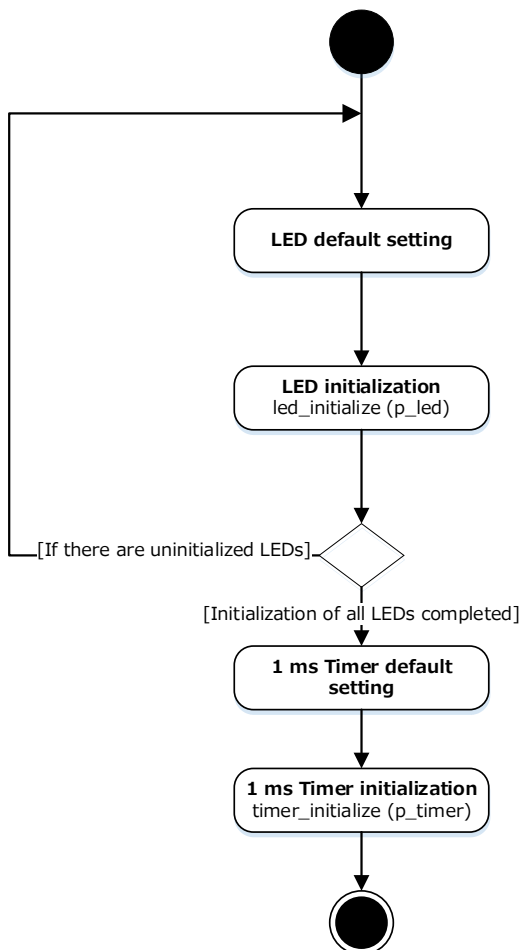 LED default setting
LED initialization
led_initialize (p_led)
[If there are uninitialized LEDs]
[Initialization of all LEDs completed]
1 ms Timer default
setting
1 ms Timer initialization
timer_initialize (p_timer)